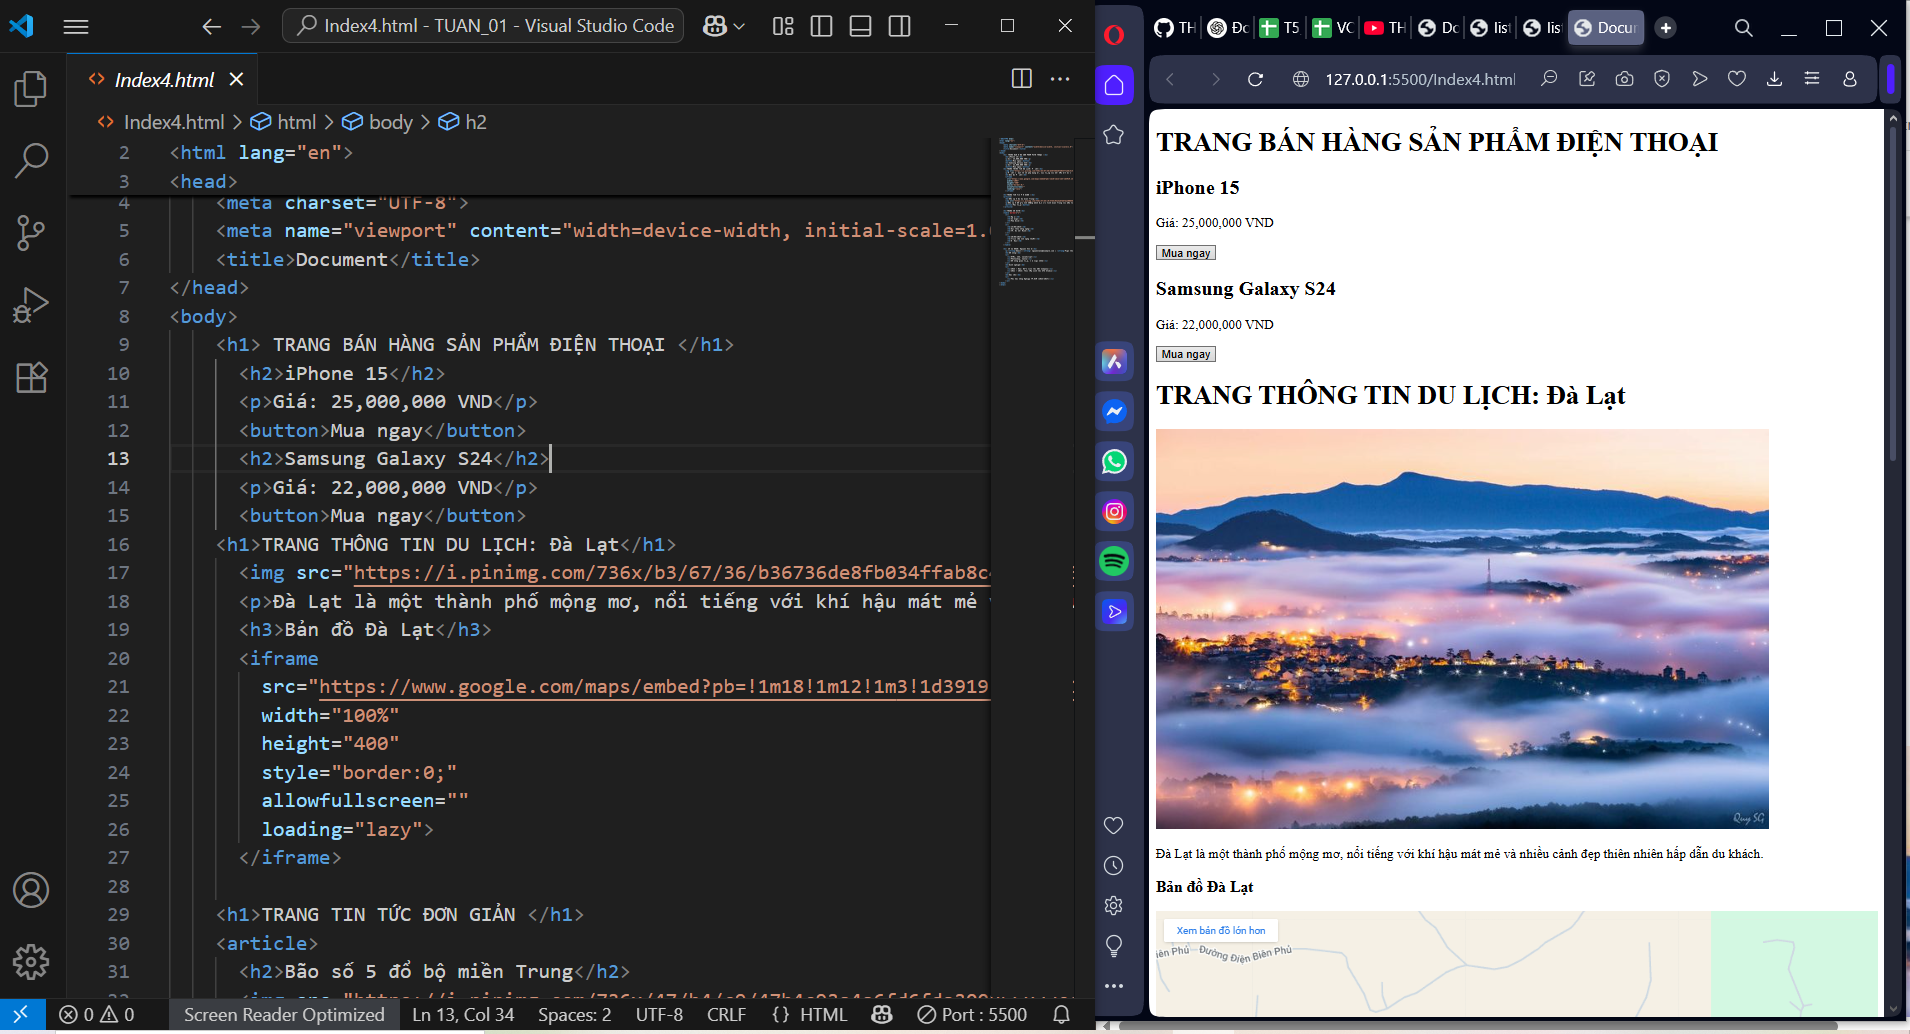 Index4.html - TUAN_01 - Visual Studio Code
Index4.html
Index4.html > html > body > h2
2 <html lang="en">
3 <head>
4 <meta charset="UTF-8">
5 <meta name="viewport" content="width=device-width, initial-scale=1.0
6 <title>Document</title>
7 </head>
8 <body>
9 <h1> TRANG BÁN HÀNG SẢN PHẨM ĐIỆN THOẠI </h1>
10 <h2>iPhone 15</h2>
11 <p>Giá: 25,000,000 VND</p>
12 <button>Mua ngay</button>
13 <h2>Samsung Galaxy S24</h2>
14 <p>Giá: 22,000,000 VND</p>
15 <button>Mua ngay</button>
16 <h1>TRANG THÔNG TIN DU LỊCH: Đà Lạt</h1>
17 <img src="https://i.pinimg.com/736x/b3/67/36/b36736de8fb034ffab8c
18 <p>Đà Lạt là một thành phố mộng mơ, nổi tiếng với khí hậu mát mẻ
19 <h3>Bản đồ Đà Lạt</h3>
20 <iframe
21 src="https://www.google.com/maps/embed?pb=!1m18!1m12!1m3!1d3919
22 width="100%"
23 height="400"
24 style="border:0;"
25 allowfullscreen=""
26 loading="lazy">
27 </iframe>
28
29 <h1>TRANG TIN TỨC ĐƠN GIẢN </h1>
30 <article>
31 <h2>Bão số 5 đổ bộ miền Trung</h2>
0 0 Screen Reader Optimized Ln 13, Col 34 Spaces: 2 UTF-8 CRLF {} HTML Port : 5500
TH Đc T5 VC TH Dc lis lis Docu
127.0.0.1:5500/Index4.html
TRANG BÁN HÀNG SẢN PHẨM ĐIỆN THOẠI
iPhone 15
Giá: 25,000,000 VND
Mua ngay
Samsung Galaxy S24
Giá: 22,000,000 VND
Mua ngay
TRANG THÔNG TIN DU LỊCH: Đà Lạt
Quy SG
Đà Lạt là một thành phố mộng mơ, nổi tiếng với khí hậu mát mẻ và nhiều cảnh đẹp thiên nhiên hấp dẫn du khách.
Bản đồ Đà Lạt
Xem bản đồ lớn hơn
iên Phủ Đường Điện Biên Phủ